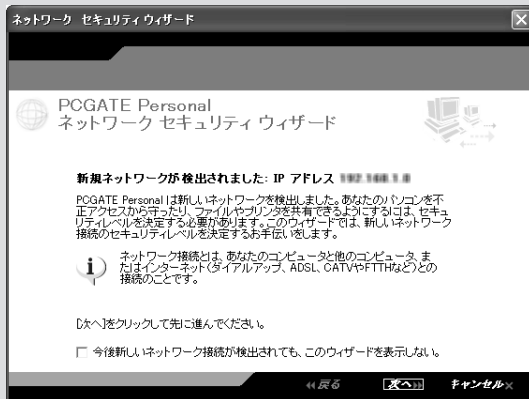 ネットワーク セキュリティ ウィザード
PCGATE Personal
ネットワーク セキュリティ ウィザード
新規ネットワークが検出されました: IP アドレス
PCGATE Personal は新しいネットワークを検出しました。あなたのパソコンを不
正アクセスから守ったり、ファイルやプリンタを共有できるようにするには、セキュ
リティレベルを決定する必要があります。このウィザードでは、新しいネットワーク
接続のセキュリティレベルを決定するお手伝いをします。
ネットワーク接続とは、あなたのコンピュータと他のコンピュータ、ま
たはインターネット(ダイアルアップ、ADSL、CATVやFTTHなど)との
接続のことです。
[次へ]をクリックして先に進んでください。
今後新しいネットワーク接続が検出されても、このウィザードを表示しない。
戻る 次へ キャンセル